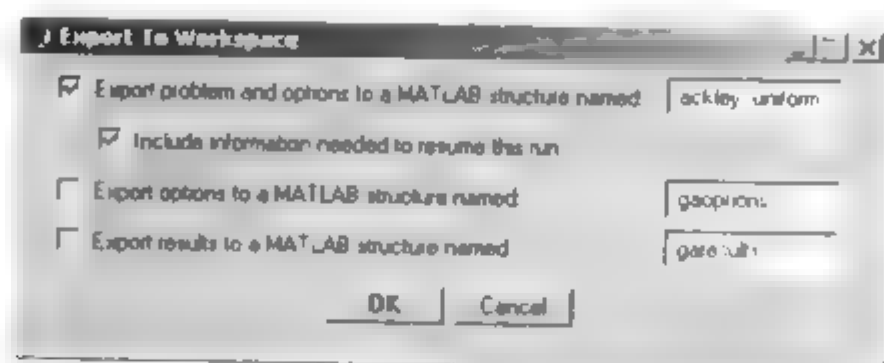 Export To Workspace
Export problem and options to a MATLAB structure named: ackley_uniform
Include information needed to resume this run
Export options to a MATLAB structure named: gaoptions
Export results to a MATLAB structure named: garesults
OK Cancel